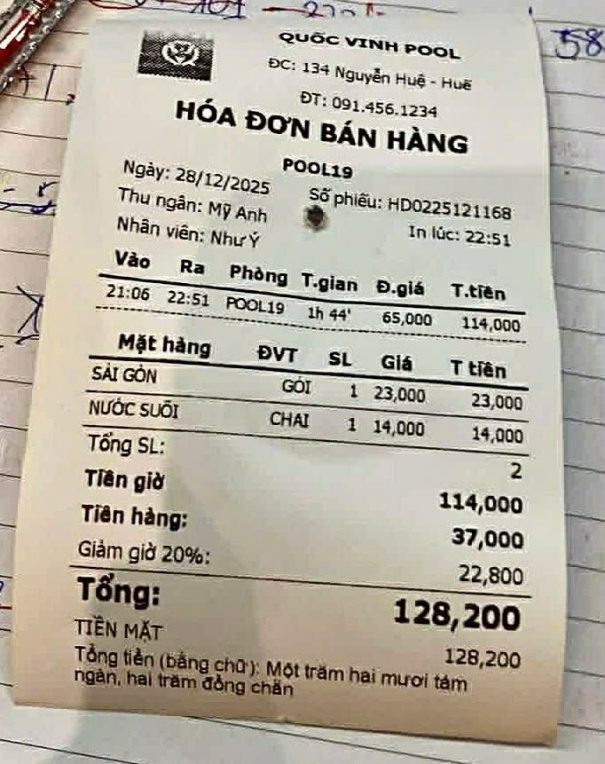 QUỐC VINH POOL
ĐC: 134 Nguyễn Huệ - Huế
ĐT: 091.456.1234
HÓA ĐƠN BÁN HÀNG
POOL19
Ngày: 28/12/2025 Số phiếu: HD0225121168
Thu ngân: Mỹ Anh In lúc: 22:51
Nhân viên: Như Ý
Vào Ra Phòng T.gian Đ.giá T.tiền
21:06 22:51 POOL19 1h 44' 65,000 114,000
Mặt hàng ĐVT SL Giá T tiền
SÀI GÒN GÓI 1 23,000 23,000
NƯỚC SUỐI CHAI 1 14,000 14,000
Tổng SL: 2
Tiền giờ 114,000
Tiền hàng: 37,000
Giảm giờ 20%: 22,800
Tổng: 128,200
TIỀN MẶT 128,200
Tổng tiền (bằng chữ): Một trăm hai mươi tám
ngàn, hai trăm đồng chẵn
58